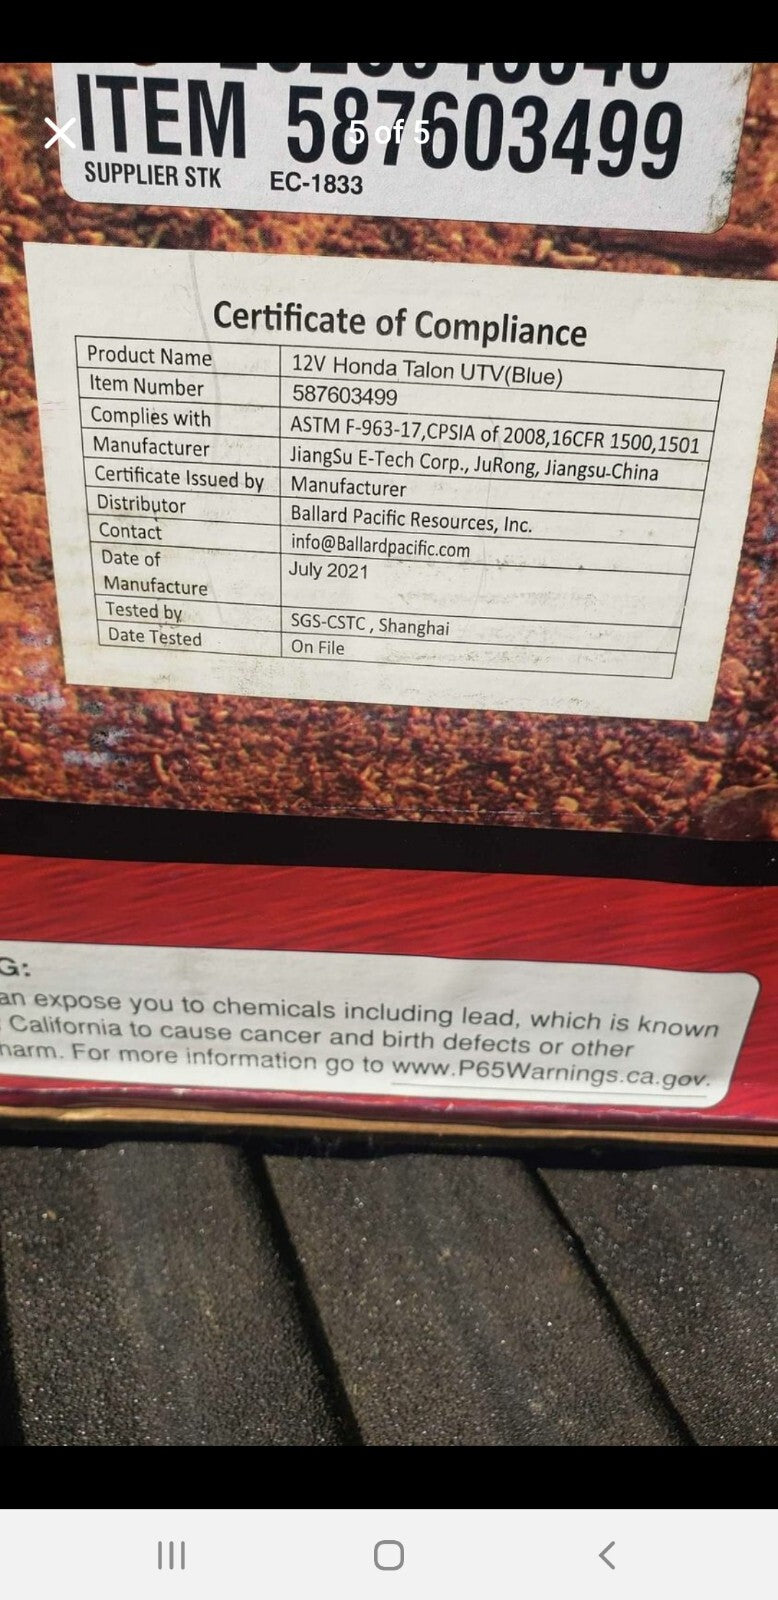 ITEM 587603499
5 of 5
SUPPLIER STK EC-1833
Certificate of Compliance
Product Name 12V Honda Talon UTV(Blue)
Item Number 587603499
Complies with ASTM F-963-17,CPSIA of 2008,16CFR 1500,1501
Manufacturer JiangSu E-Tech Corp., JuRong, Jiangsu-China
Certificate Issued by Manufacturer
Distributor Ballard Pacific Resources, Inc.
Contact info@Ballardpacific.com
Date of July 2021
Manufacture
Tested by SGS-CSTC , Shanghai
Date Tested On File
G:
an expose you to chemicals including lead, which is known
California to cause cancer and birth defects or other
harm. For more information go to www.P65Warnings.ca.gov.